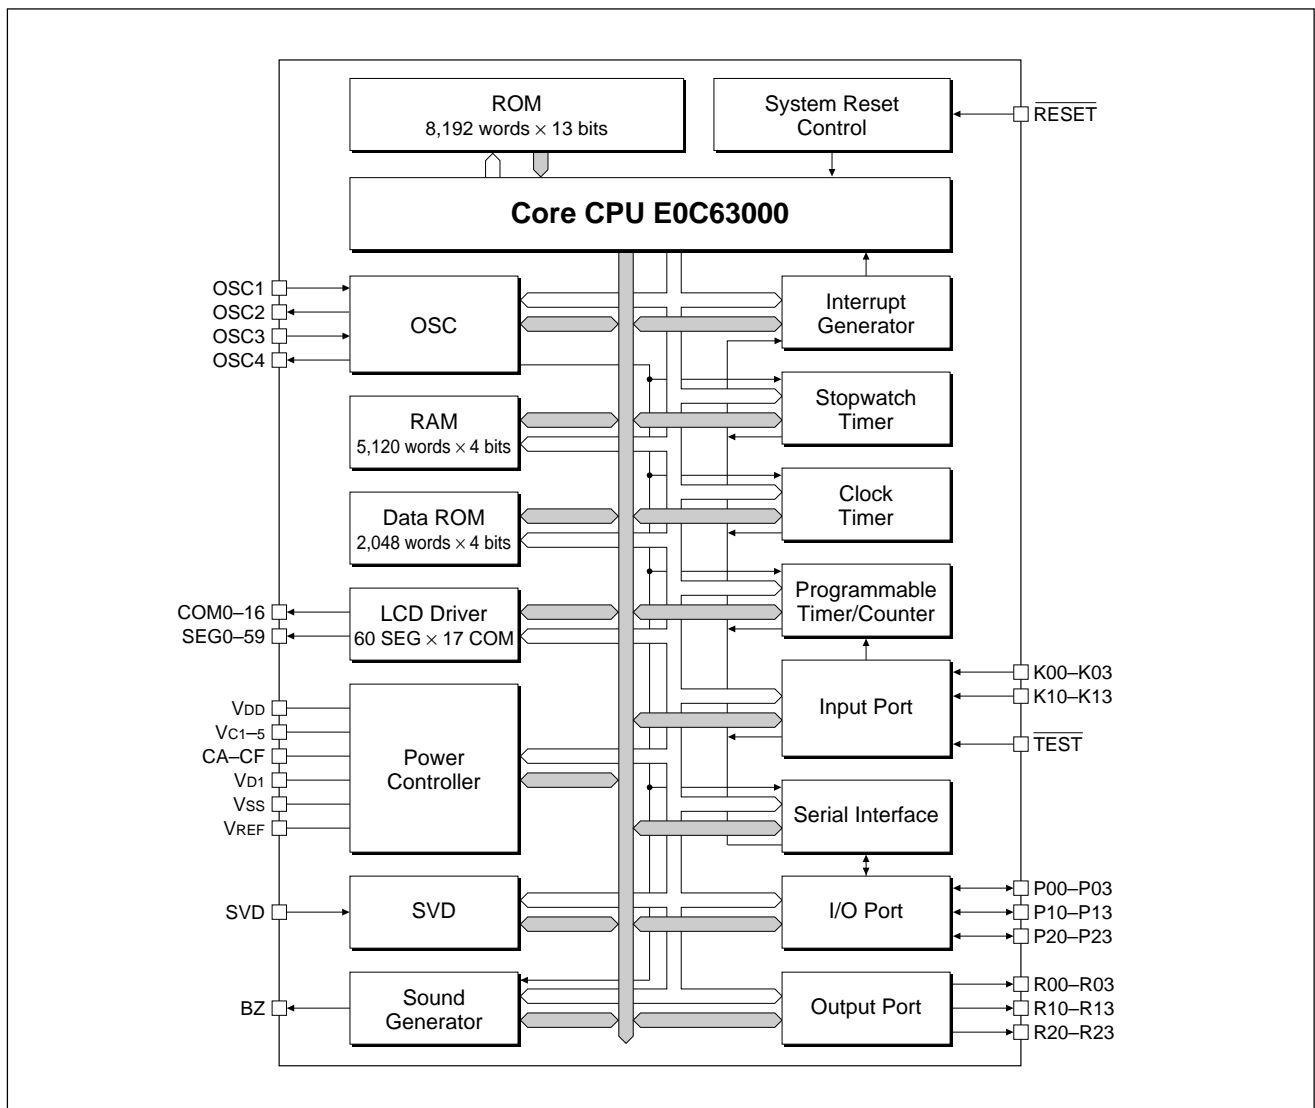 ROM
8,192 words × 13 bits
System Reset
Control
RESET
Core CPU E0C63000
OSC1
OSC2
OSC3
OSC4
OSC
Interrupt
Generator
Stopwatch
Timer
RAM
5,120 words × 4 bits
Clock
Timer
Data ROM
2,048 words × 4 bits
Programmable
Timer/Counter
COM0–16
SEG0–59
LCD Driver
60 SEG × 17 COM
Input Port
K00–K03
K10–K13
TEST
VDD
VC1–5
CA–CF
VD1
VSS
VREF
Power
Controller
Serial Interface
SVD
SVD
I/O Port
P00–P03
P10–P13
P20–P23
BZ
Sound
Generator
Output Port
R00–R03
R10–R13
R20–R23